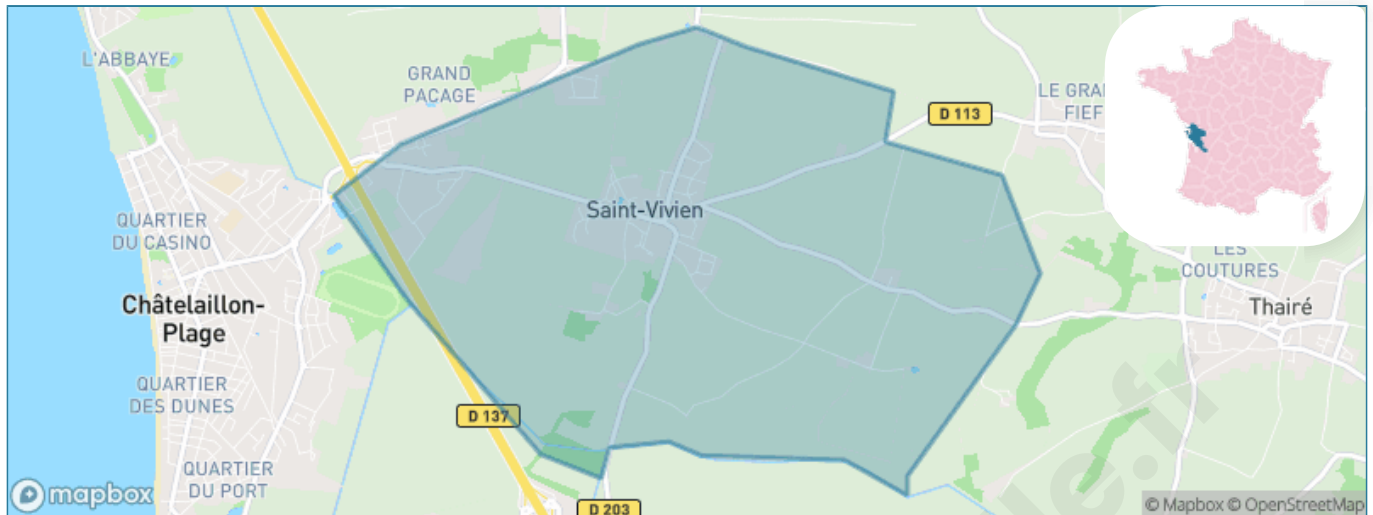 L'ABBAYE
GRAND
PACAGE
D 113
LE GRA
FIEF
QUARTIER
DU CASINO
Saint-Vivien
LES
COUTURES
Châtelaillon-
Plage
Thairé
QUARTIER
DES DUNES
D 137
QUARTIER
DU PORT
D 203
mapbox
© Mapbox © OpenStreetMap